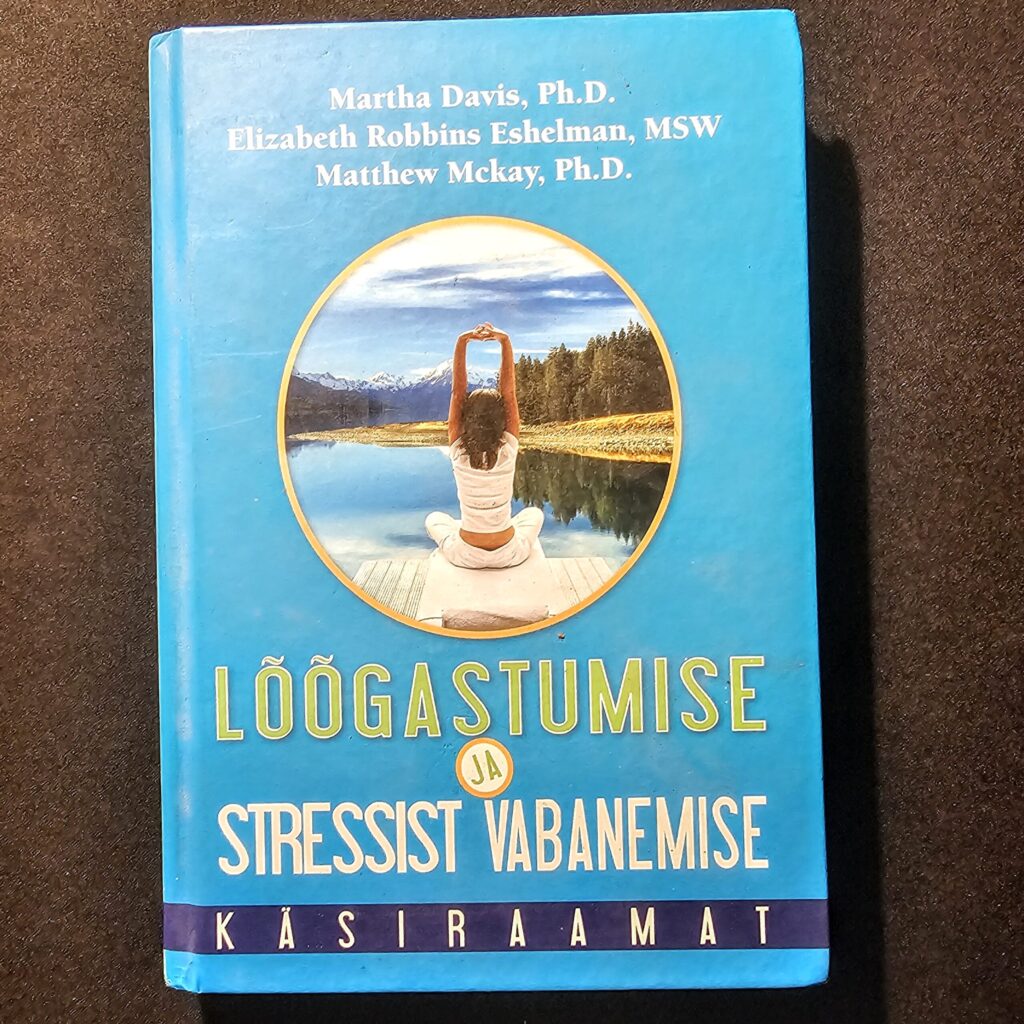 Martha Davis, Ph.D.
Elizabeth Robbins Eshelman, MSW
Matthew Mckay, Ph.D.
LÕÕGASTUMISE
JA
STRESSIST VABANEMISE
KÄSIRAAMAT